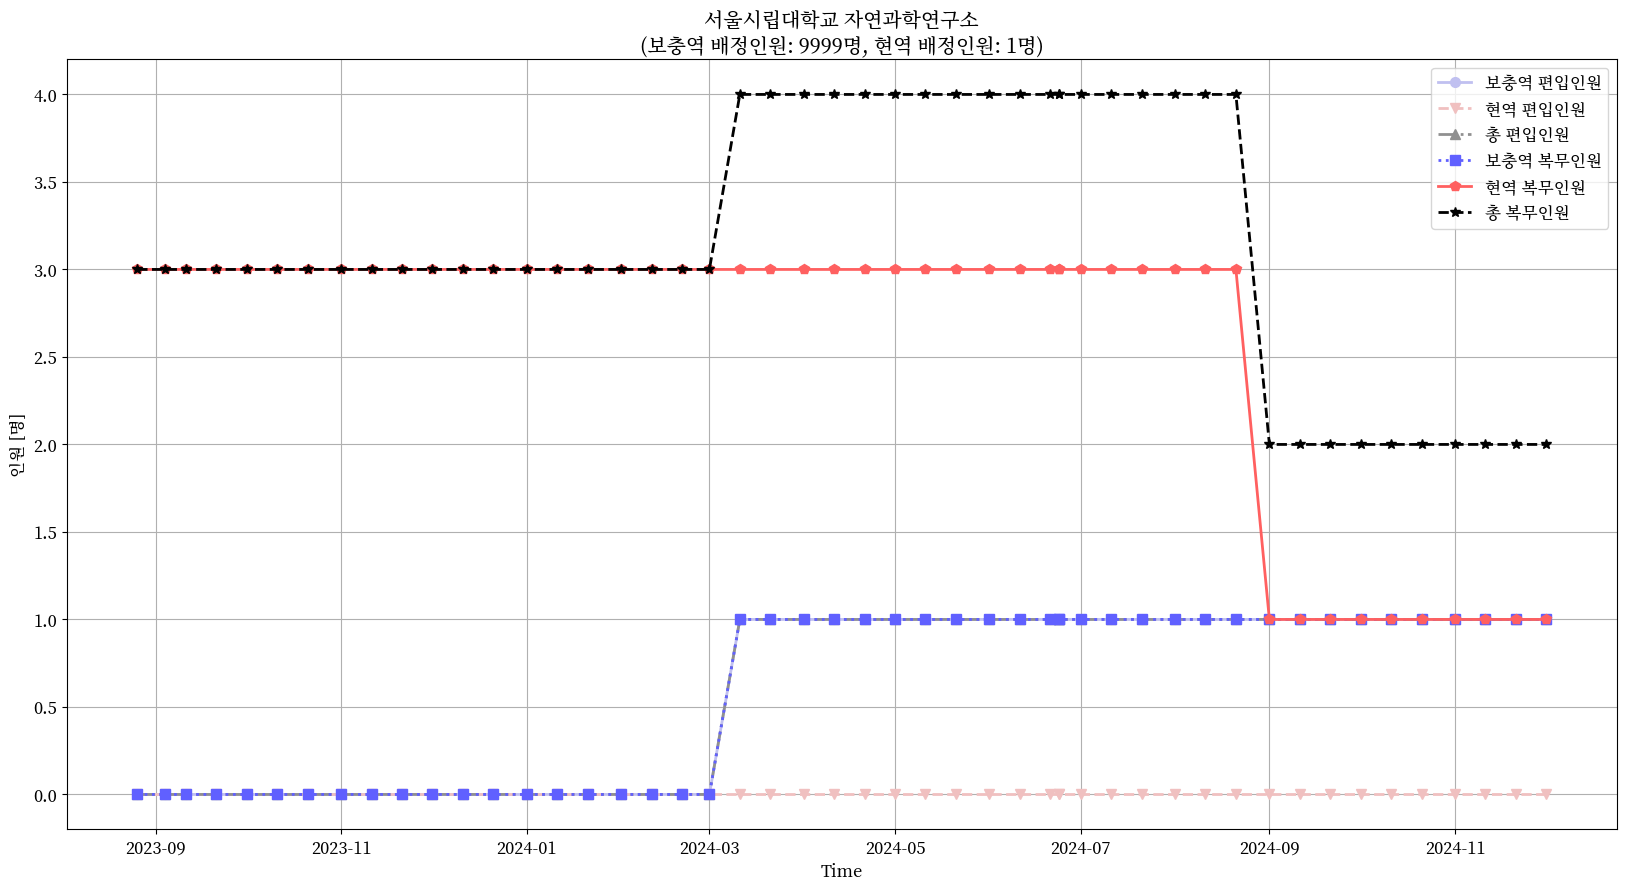 서울시립대학교 자연과학연구소
(보충역 배정인원: 9999명, 현역 배정인원: 1명)
보충역 편입인원
현역 편입인원
총 편입인원
보충역 복무인원
현역 복무인원
총 복무인원
인원 [명]
4.0
3.5
3.0
2.5
2.0
1.5
1.0
0.5
0.0
2023-09
2023-11
2024-01
2024-03
2024-05
2024-07
2024-09
2024-11
Time